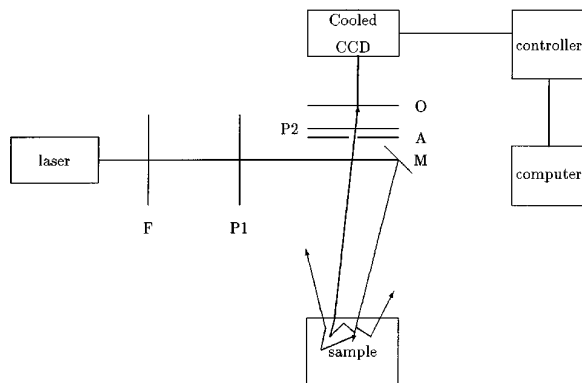 Cooled
CCD
controller
O
P2
A
laser
M
computer
F
P1
sample